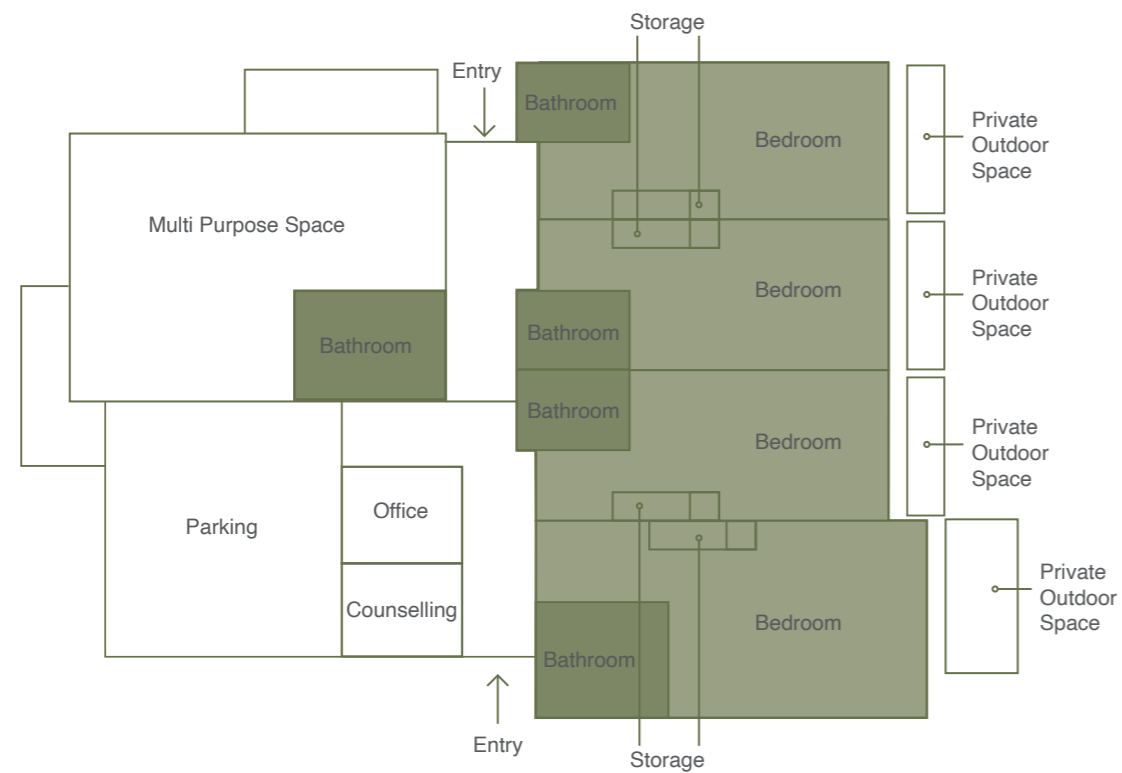 Storage
Entry
Bathroom
Bedroom
Private
Outdoor
Space
Multi Purpose Space
Bedroom
Private
Outdoor
Space
Bathroom
Bathroom
Bathroom
Bedroom
Private
Outdoor
Space
Parking
Office
Counselling
Bedroom
Private
Outdoor
Space
Bathroom
Entry
Storage